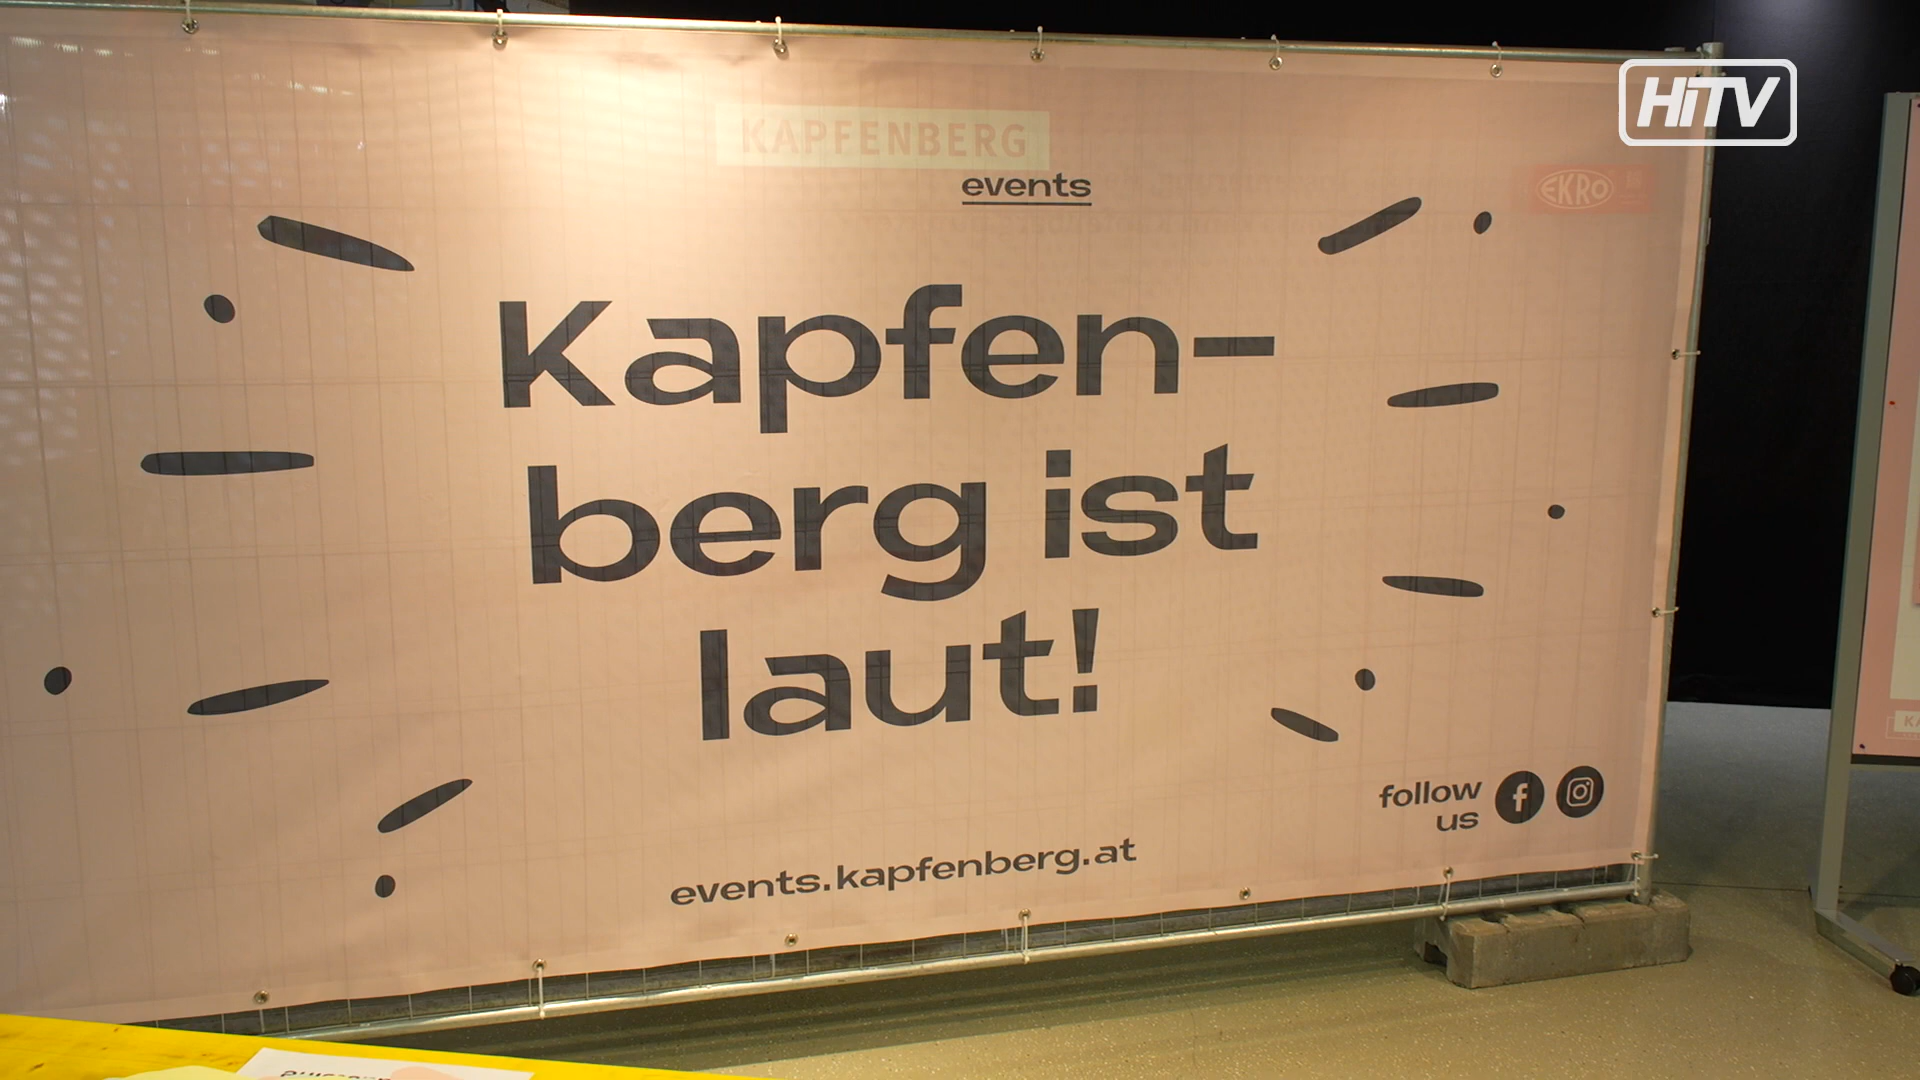 HiTV
KAPFENBERG
events
EKRO
Kapfen-
berg ist
laut!
follow
us
events.kapfenberg.at